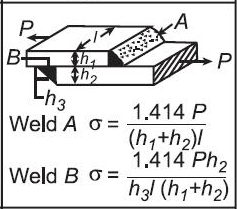 P
l
A
B
h₁
h₂
P
h₃
Weld A σ = 1.414 P / (h₁+h₂)l
Weld B σ = 1.414 Ph₂ / h₃l (h₁+h₂)